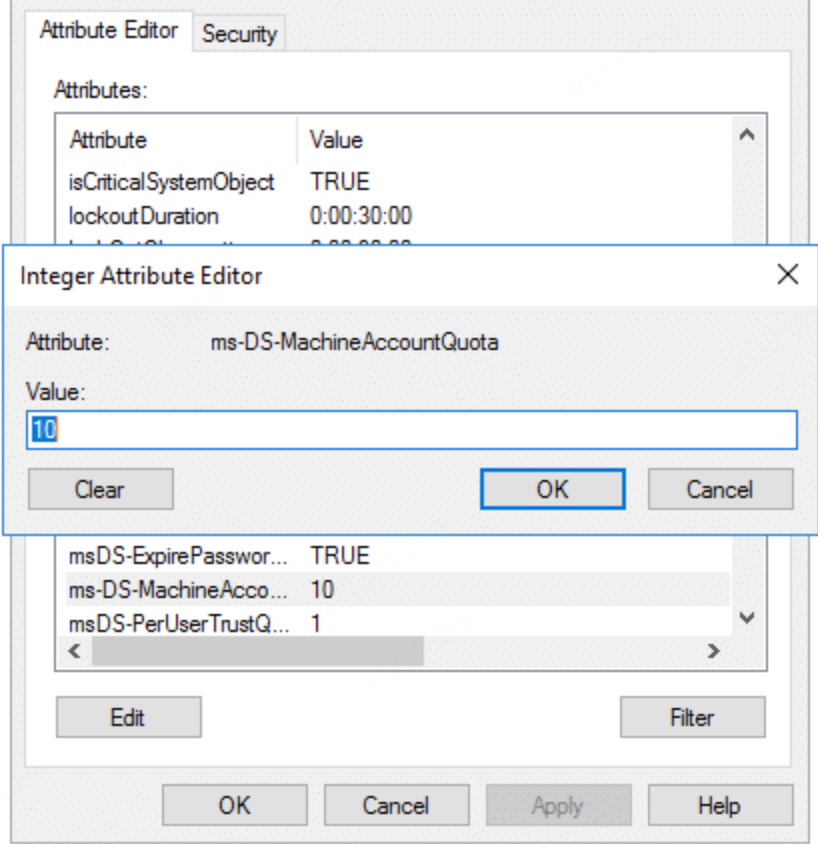 Attribute Editor Security
Attributes:
Attribute Value
isCriticalSystemObject TRUE
lockoutDuration 0:00:30:00
Integer Attribute Editor
Attribute: ms-DS-MachineAccountQuota
Value:
10
Clear OK Cancel
msDS-ExpirePasswor... TRUE
ms-DS-MachineAcco... 10
msDS-PerUserTrustQ... 1
Edit Filter
OK Cancel Apply Help